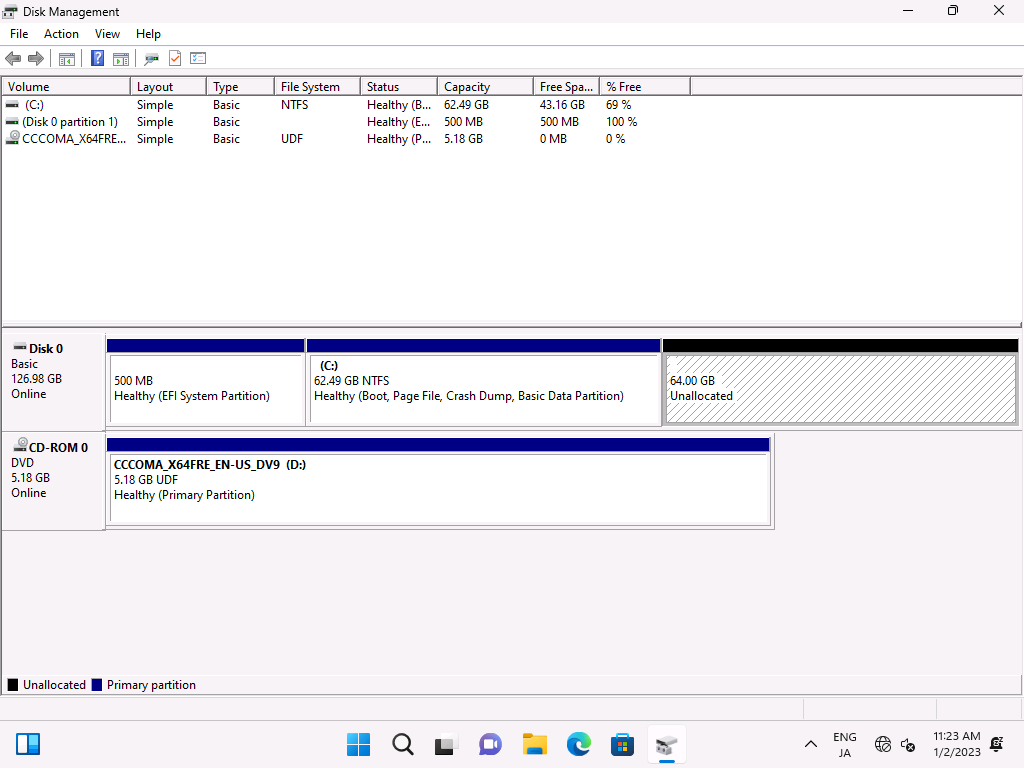 Disk Management
File Action View Help
Volume Layout Type File System Status Capacity Free Spa... % Free
(C:) Simple Basic NTFS Healthy (B... 62.49 GB 43.16 GB 69 %
(Disk 0 partition 1) Simple Basic Healthy (E... 500 MB 500 MB 100 %
CCCOMA_X64FRE... Simple Basic UDF Healthy (P... 5.18 GB 0 MB 0 %
Disk 0
Basic
126.98 GB
Online
500 MB
Healthy (EFI System Partition)
(C:)
62.49 GB NTFS
Healthy (Boot, Page File, Crash Dump, Basic Data Partition)
64.00 GB
Unallocated
CD-ROM 0
DVD
5.18 GB
Online
CCCOMA_X64FRE_EN-US_DV9 (D:)
5.18 GB UDF
Healthy (Primary Partition)
Unallocated Primary partition
ENG
JA
11:23 AM
1/2/2023